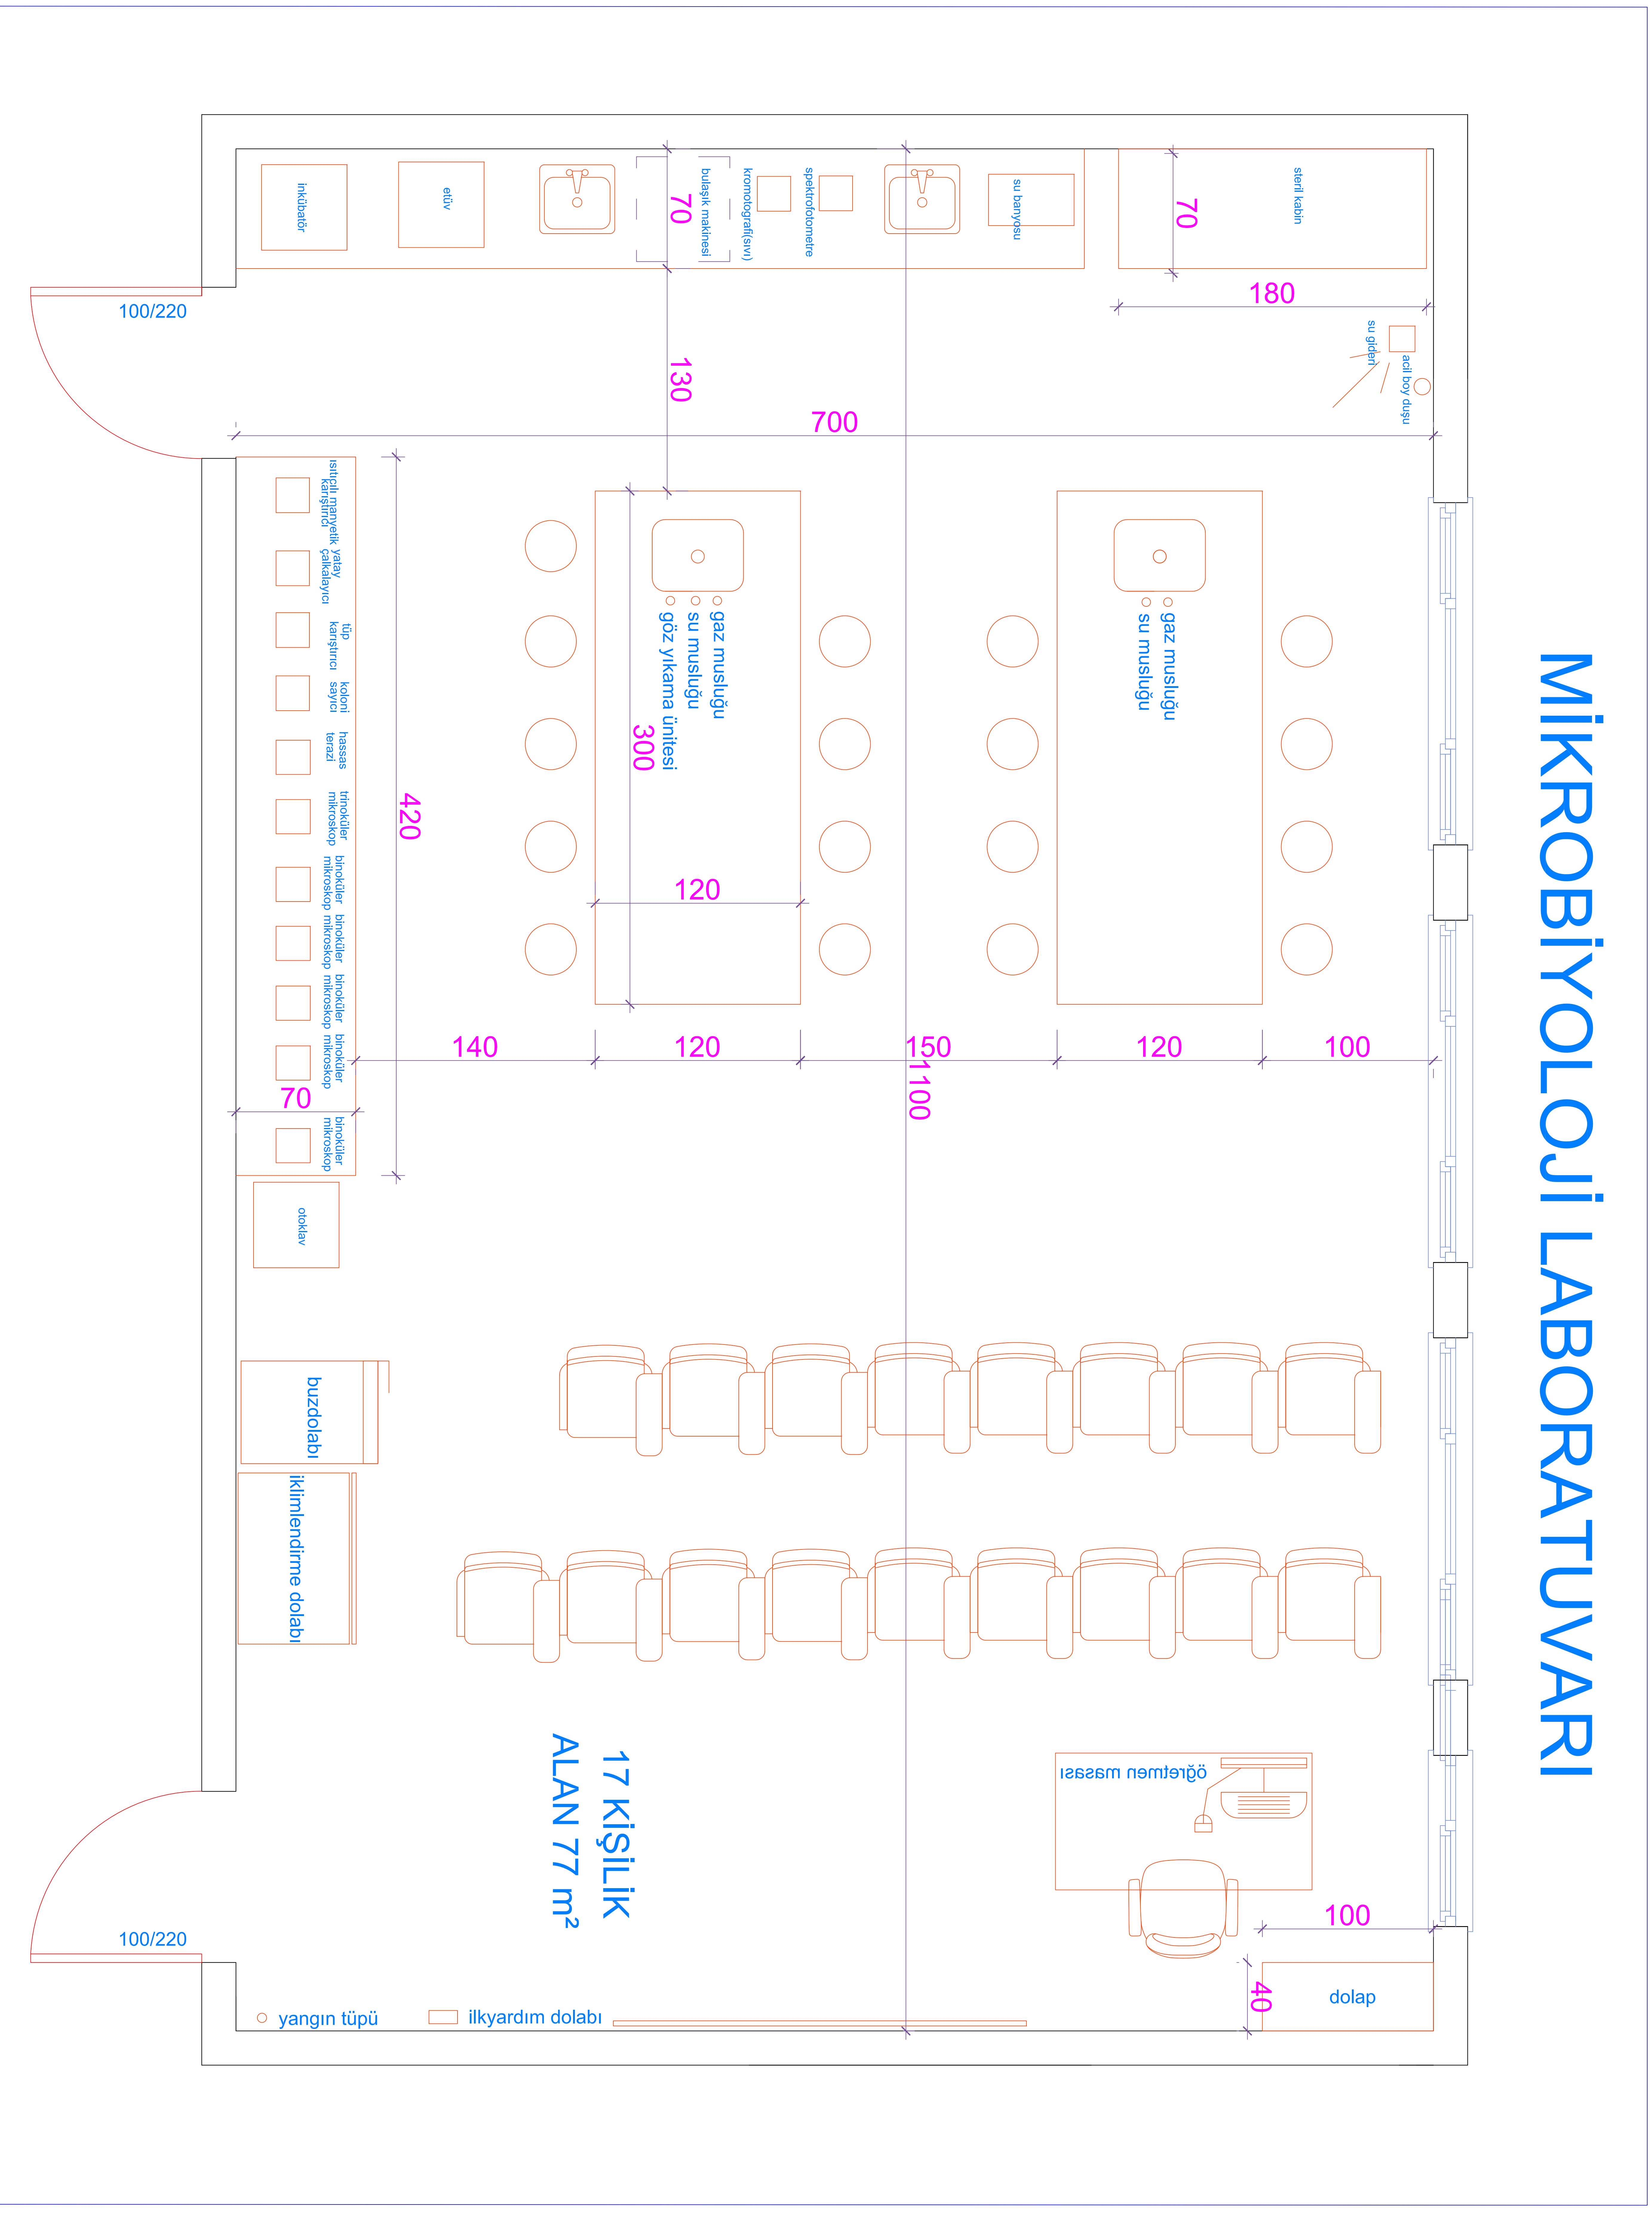 MİKROBİYOLOJİ LABORATUVARI
inkübatör
etüv
70
bulaşık makinesi
kromotografi(sıvı)
spektrofotometre
su banyosu
70
steril kabin
180
100/220
su gideri
acil boy duşu
130
700
ısıtıcılı manyetik
karıştırıcı
yatay
çalkalayıcı
tüp
karıştırıcı
koloni
sayıcı
hassas
terazi
trinoküler
mikroskop
binoküler
mikroskop
binoküler
mikroskop
binoküler
mikroskop
binoküler
mikroskop
binoküler
mikroskop
420
gaz musluğu
su musluğu
göz yıkama ünitesi
300
120
gaz musluğu
su musluğu
140
120
150
120
100
1100
70
otoklav
buzdolabı
iklimlendirme dolabı
17 KİŞİLİK
ALAN 77 m²
öğretmen masası
100
40
dolap
100/220
yangın tüpü
ilkyardım dolabı